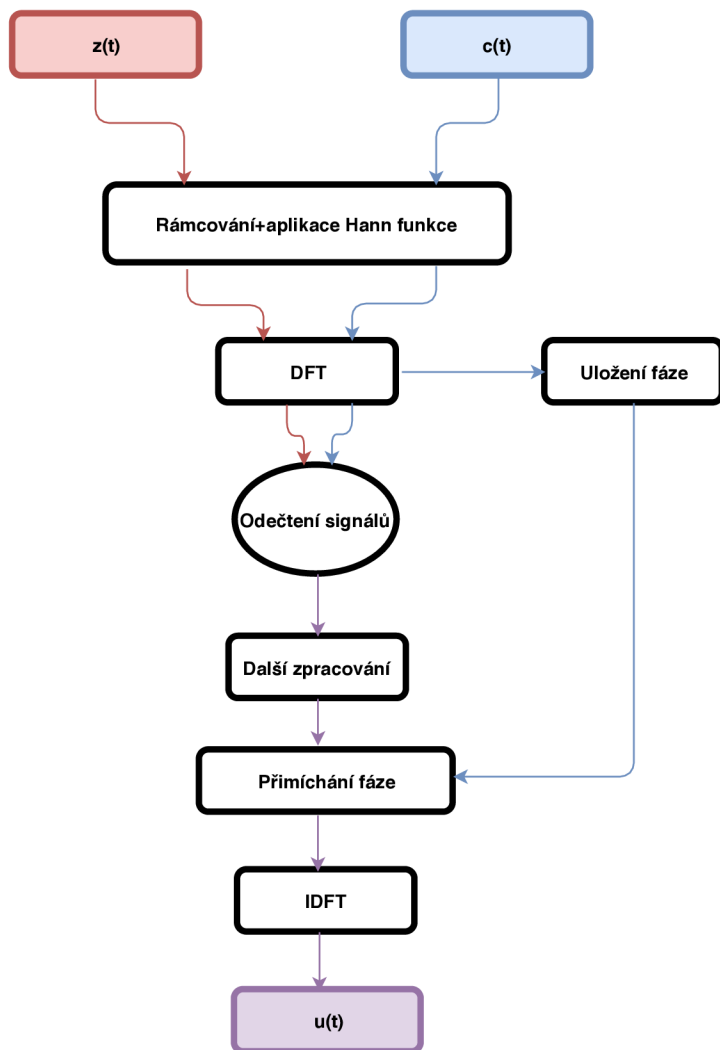 z(t)
c(t)
Rámcování+aplikace Hann funkce
DFT
Uložení fáze
Odečtení signálů
Další zpracování
Přimíchání fáze
IDFT
u(t)